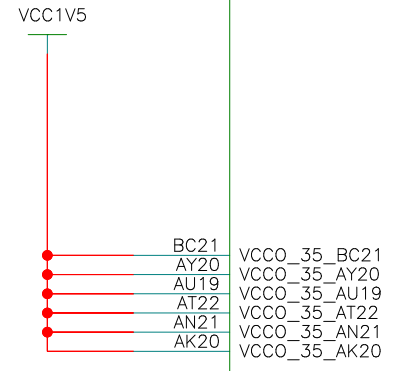 VCC1V5
BC21 VCCO_35_BC21
AY20 VCCO_35_AY20
AU19 VCCO_35_AU19
AT22 VCCO_35_AT22
AN21 VCCO_35_AN21
AK20 VCCO_35_AK20